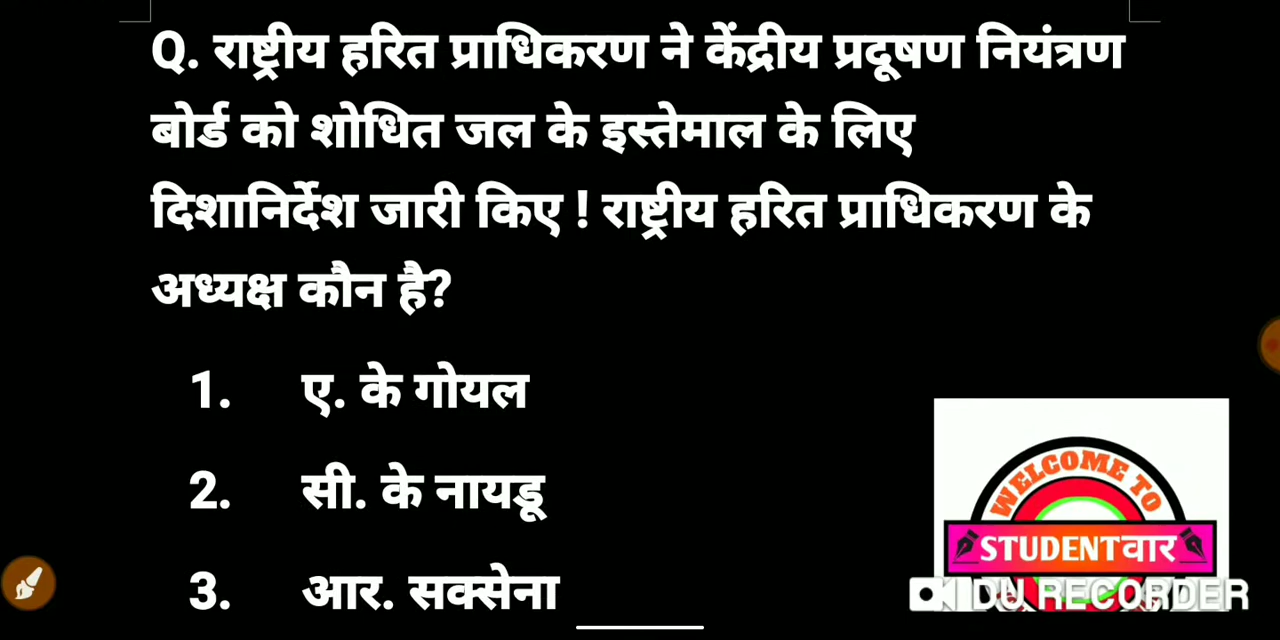 Q. राष्ट्रीय हरित प्राधिकरण ने केंद्रीय प्रदूषण नियंत्रण
बोर्ड को शोधित जल के इस्तेमाल के लिए
दिशानिर्देश जारी किए ! राष्ट्रीय हरित प्राधिकरण के
अध्यक्ष कौन है?
1. ए. के गोयल
2. सी. के नायडू
3. आर. सक्सेना
WELCOME TO
STUDENTवार
DU RECORDER